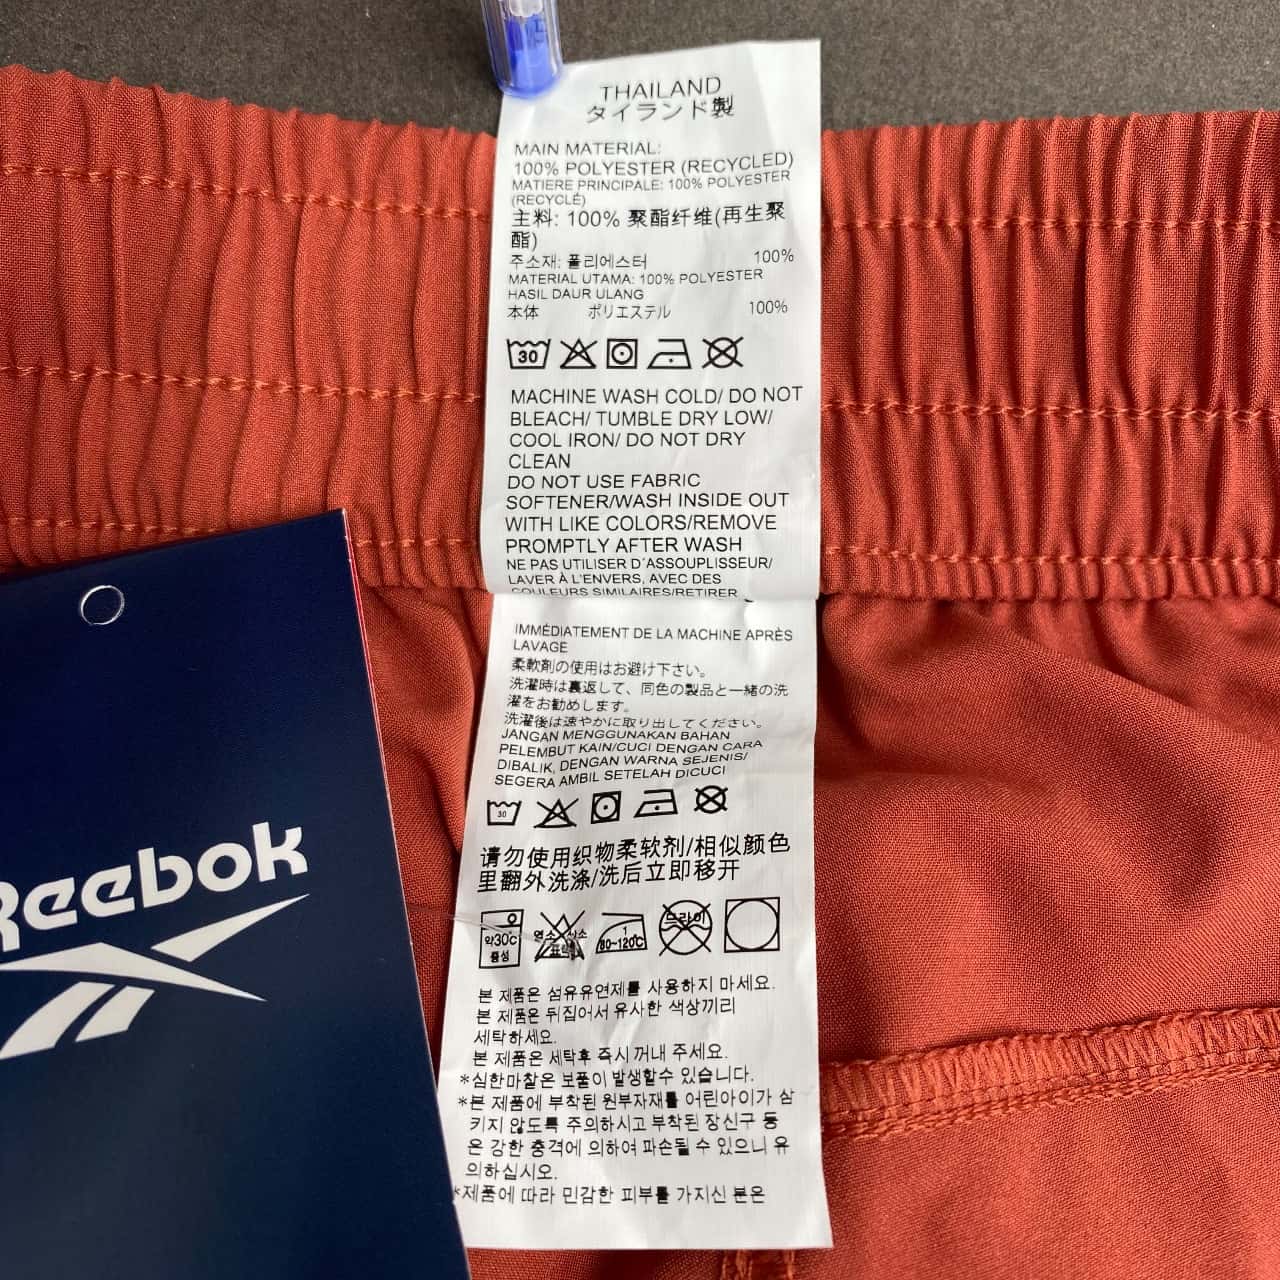 THAILAND
タイランド製
MAIN MATERIAL:
100% POLYESTER (RECYCLED)
MATIERE PRINCIPALE: 100% POLYESTER
(RECYCLÉ)
主料: 100% 聚酯纤维(再生聚
酯)
주소재: 폴리에스터 100%
MATERIAL UTAMA: 100% POLYESTER
HASIL DAUR ULANG
本体 ポリエステル 100%
30
MACHINE WASH COLD/ DO NOT
BLEACH/ TUMBLE DRY LOW/
COOL IRON/ DO NOT DRY
CLEAN
DO NOT USE FABRIC
SOFTENER/WASH INSIDE OUT
WITH LIKE COLORS/REMOVE
PROMPTLY AFTER WASH
NE PAS UTILISER D´ASSOUPLISSEUR/
LAVER À L'ENVERS, AVEC DES
COULEURS SIMILAIRES/RETIRER
IMMÉDIATEMENT DE LA MACHINE APRÈS
LAVAGE
柔軟剤の使用はお避け下さい。
洗濯時は裏返して、同色の製品と一緒の洗
濯をお勧めします。
洗濯後は速やかに取り出してください。
JANGAN MENGGUNAKAN BAHAN
PELEMBUT KAIN/CUCI DENGAN CARA
DIBALIK, DENGAN WARNA SEJENIS/
SEGERA AMBIL SETELAH DICUCI
30
请勿使用织物柔软剂/相似颜色
里翻外洗涤/洗后立即移开
약30℃
중성
염소 산소
표백
1
80~120℃
드라이
본 제품은 섬유유연제를 사용하지 마세요.
본 제품은 뒤집어서 유사한 색상끼리
세탁하세요.
본 제품은 세탁후 즉시 꺼내 주세요.
*심한마찰은 보풀이 발생할수 있습니다.
*본 제품에 부착된 원부자재를 어린아이가 삼
키지 않도록 주의하시고 부착된 장신구 등
은 강한 충격에 의하여 파손될 수 있으니 유
의하십시오.
*제품에 따라 민감한 피부를 가지신 분은
Reebok